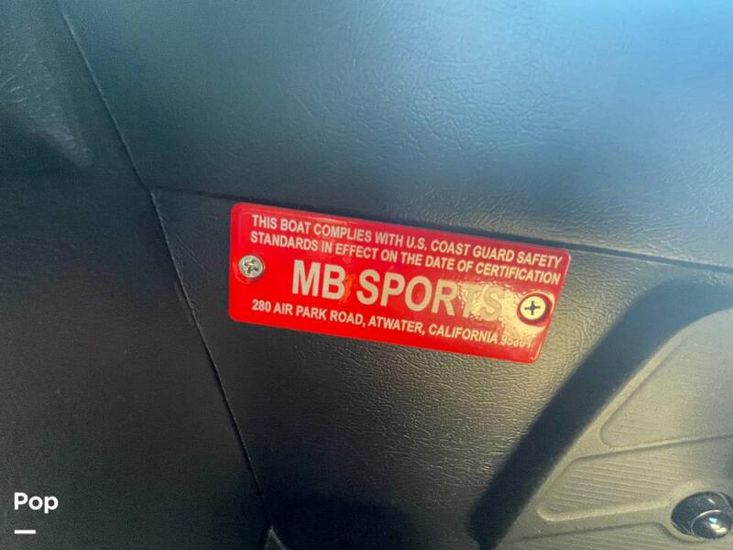 THIS BOAT COMPLIES WITH U.S. COAST GUARD SAFETY
STANDARDS IN EFFECT ON THE DATE OF CERTIFICATION
MB SPORTS
280 AIR PARK ROAD, ATWATER, CALIFORNIA
Pop